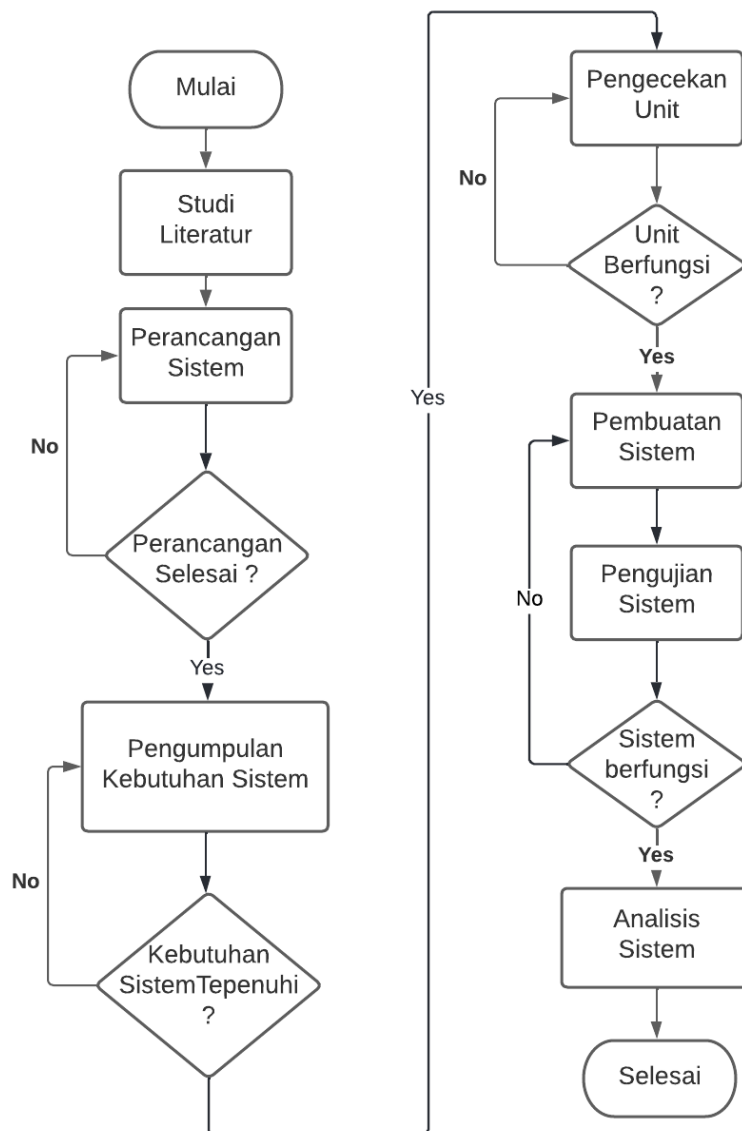 Mulai
Studi
Literatur
Perancangan
Sistem
No
Perancangan
Selesai ?
Yes
Pengumpulan
Kebutuhan Sistem
No
Kebutuhan
SistemTepenuhi
?
Yes
Pengecekan
Unit
No
Unit
Berfungsi
?
Yes
Pembuatan
Sistem
Pengujian
Sistem
No
Sistem
berfungsi
?
Yes
Analisis
Sistem
Selesai